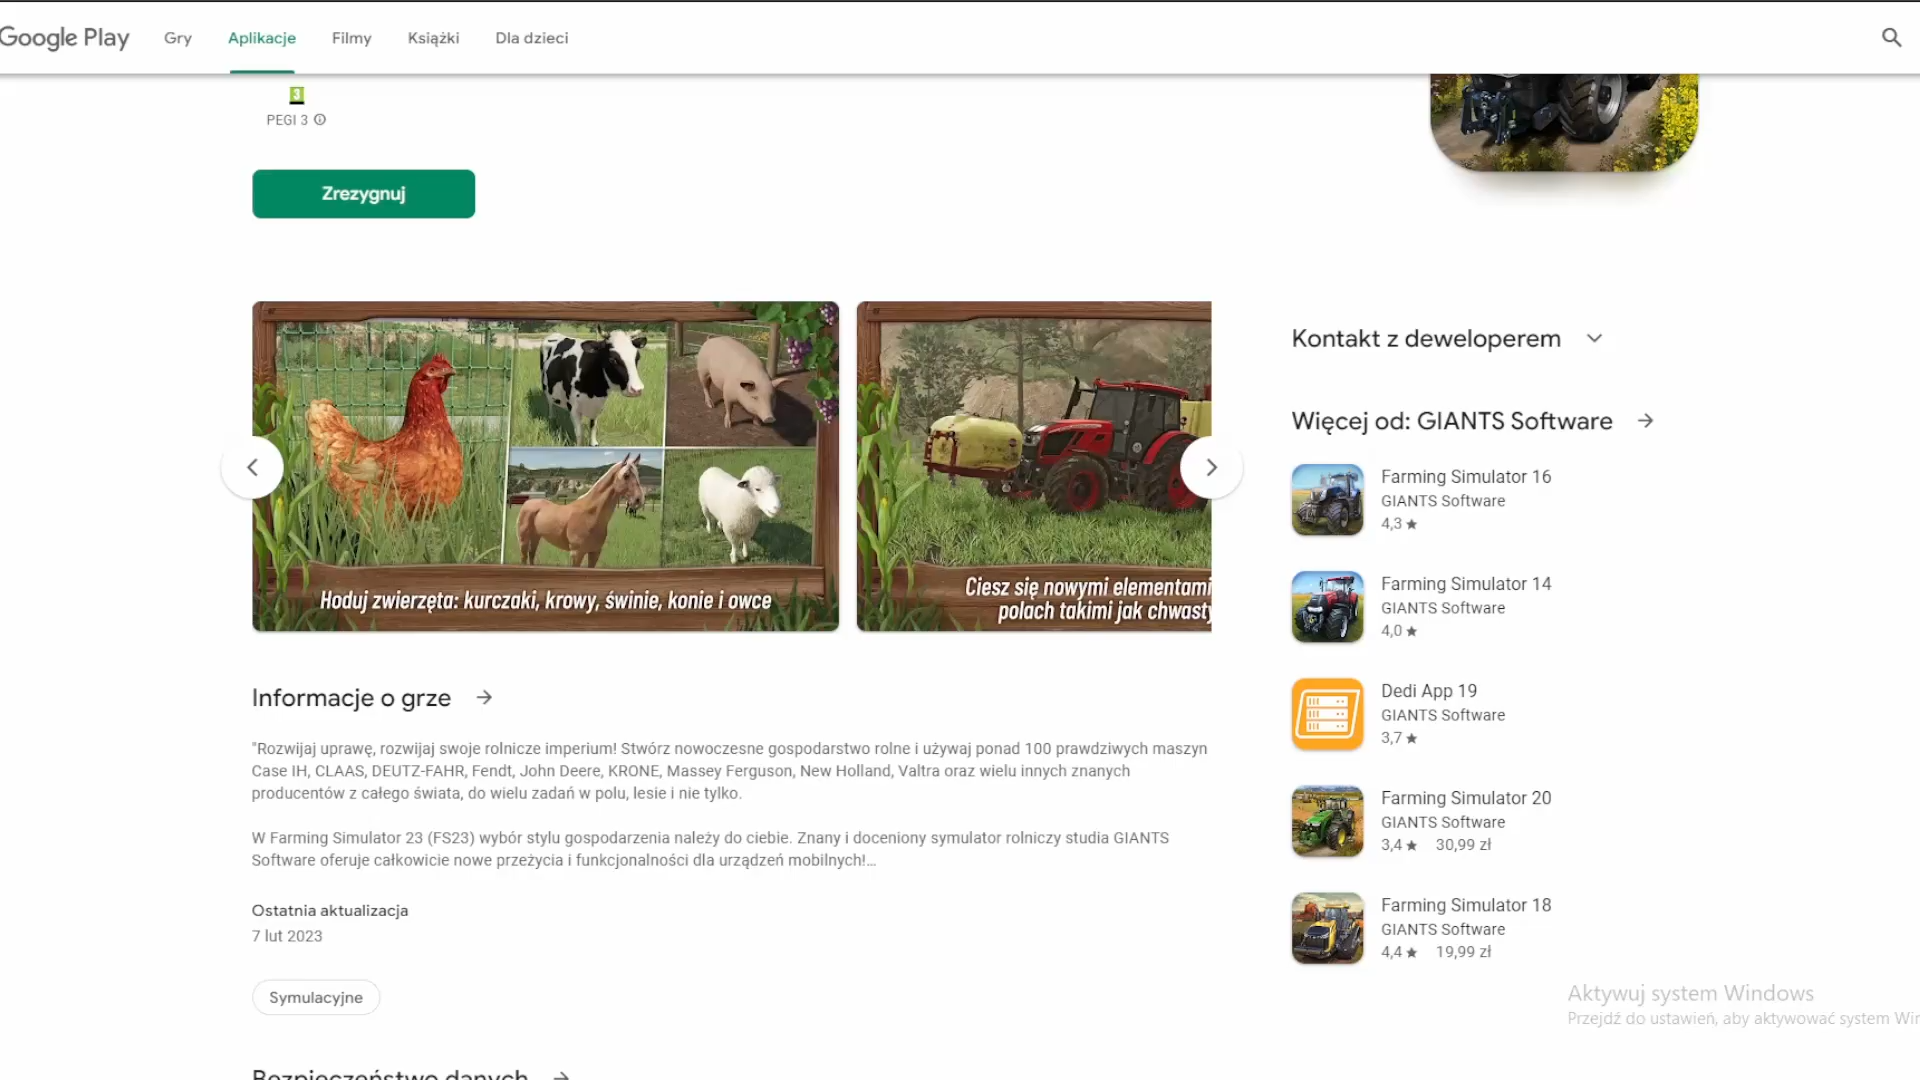 Google Play Gry Aplikacje Filmy Książki Dla dzieci
3
PEGI 3
Zrezygnuj
Hoduj zwierzęta: kurczaki, krowy, świnie, konie i owce
Ciesz się nowymi elementami
polach takimi jak chwasty
Informacje o grze
"Rozwijaj uprawę, rozwijaj swoje rolnicze imperium! Stwórz nowoczesne gospodarstwo rolne i używaj ponad 100 prawdziwych maszyn
Case IH, CLAAS, DEUTZ-FAHR, Fendt, John Deere, KRONE, Massey Ferguson, New Holland, Valtra oraz wielu innych znanych
producentów z całego świata, do wielu zadań w polu, lesie i nie tylko.
W Farming Simulator 23 (FS23) wybór stylu gospodarzenia należy do ciebie. Znany i doceniony symulator rolniczy studia GIANTS
Software oferuje całkowicie nowe przeżycia i funkcjonalności dla urządzeń mobilnych!...
Ostatnia aktualizacja
7 lut 2023
Symulacyjne
Bezpieczeństwo danych
Kontakt z deweloperem
Więcej od: GIANTS Software
Farming Simulator 16
GIANTS Software
4,3 ★
Farming Simulator 14
GIANTS Software
4,0 ★
Dedi App 19
GIANTS Software
3,7 ★
Farming Simulator 20
GIANTS Software
3,4 ★ 30,99 zł
Farming Simulator 18
GIANTS Software
4,4 ★ 19,99 zł
Aktywuj system Windows
Przejdź do ustawień, aby aktywować system Win